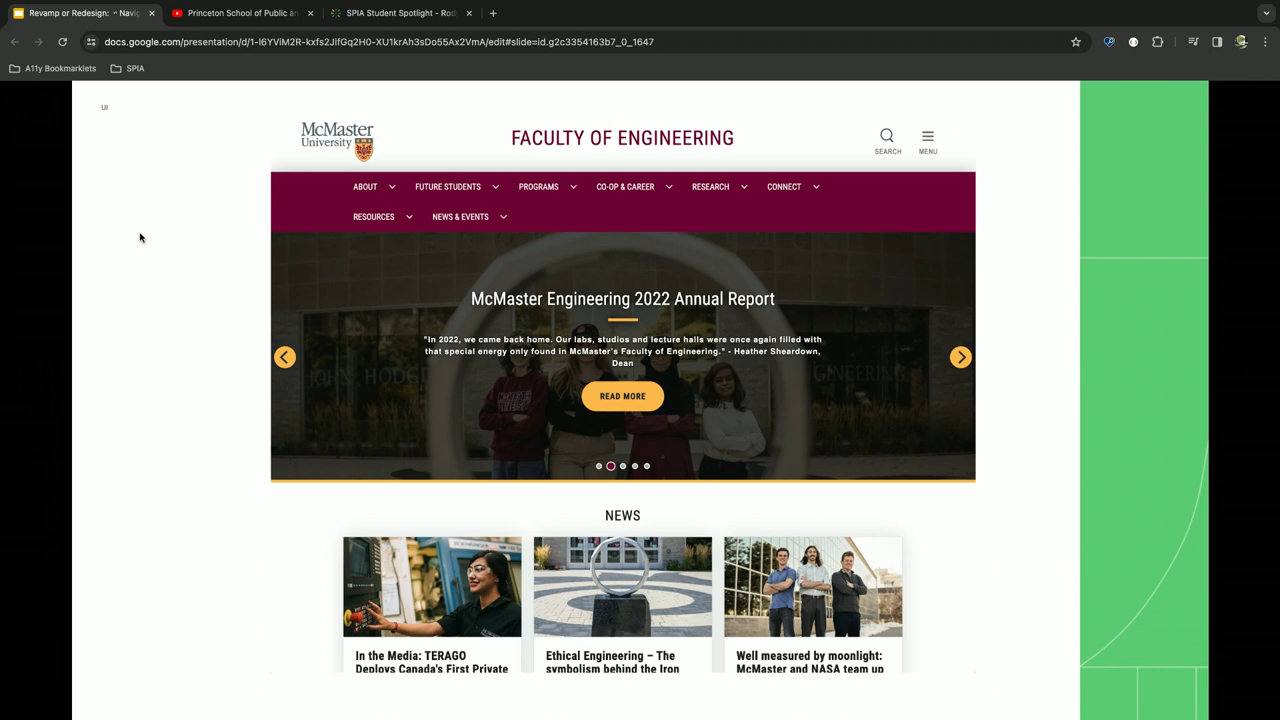 Revamp or Redesign: " Navig
Princeton School of Public an
SPIA Student Spotlight - Rod
docs.google.com/presentation/d/1-I6YViM2R-kxfs2JifGq2H0-XU1krAh3sDo55Ax2VmA/edit#slide=id.g2c3354163b7_0_1647
A11y Bookmarklets
SPIA
UI
McMaster
University
FACULTY OF ENGINEERING
SEARCH
MENU
ABOUT
FUTURE STUDENTS
PROGRAMS
CO-OP & CAREER
RESEARCH
CONNECT
RESOURCES
NEWS & EVENTS
McMaster Engineering 2022 Annual Report
"In 2022, we came back home. Our labs, studios and lecture halls were once again filled with
that special energy only found in McMaster's Faculty of Engineering." - Heather Sheardown,
Dean
READ MORE
NEWS
In the Media: TERAGO
Deploys Canada's First Private
Ethical Engineering – The
symbolism behind the Iron
Well measured by moonlight:
McMaster and NASA team up